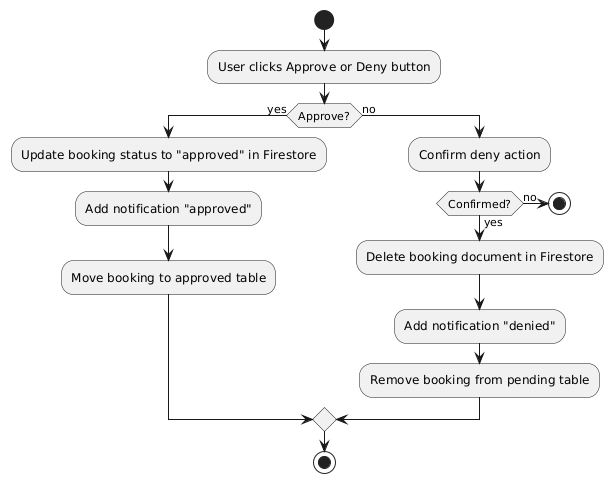 User clicks Approve or Deny button
yes
Approve?
no
Update booking status to "approved" in Firestore
Confirm deny action
Add notification "approved"
Confirmed?
no
yes
Move booking to approved table
Delete booking document in Firestore
Add notification "denied"
Remove booking from pending table